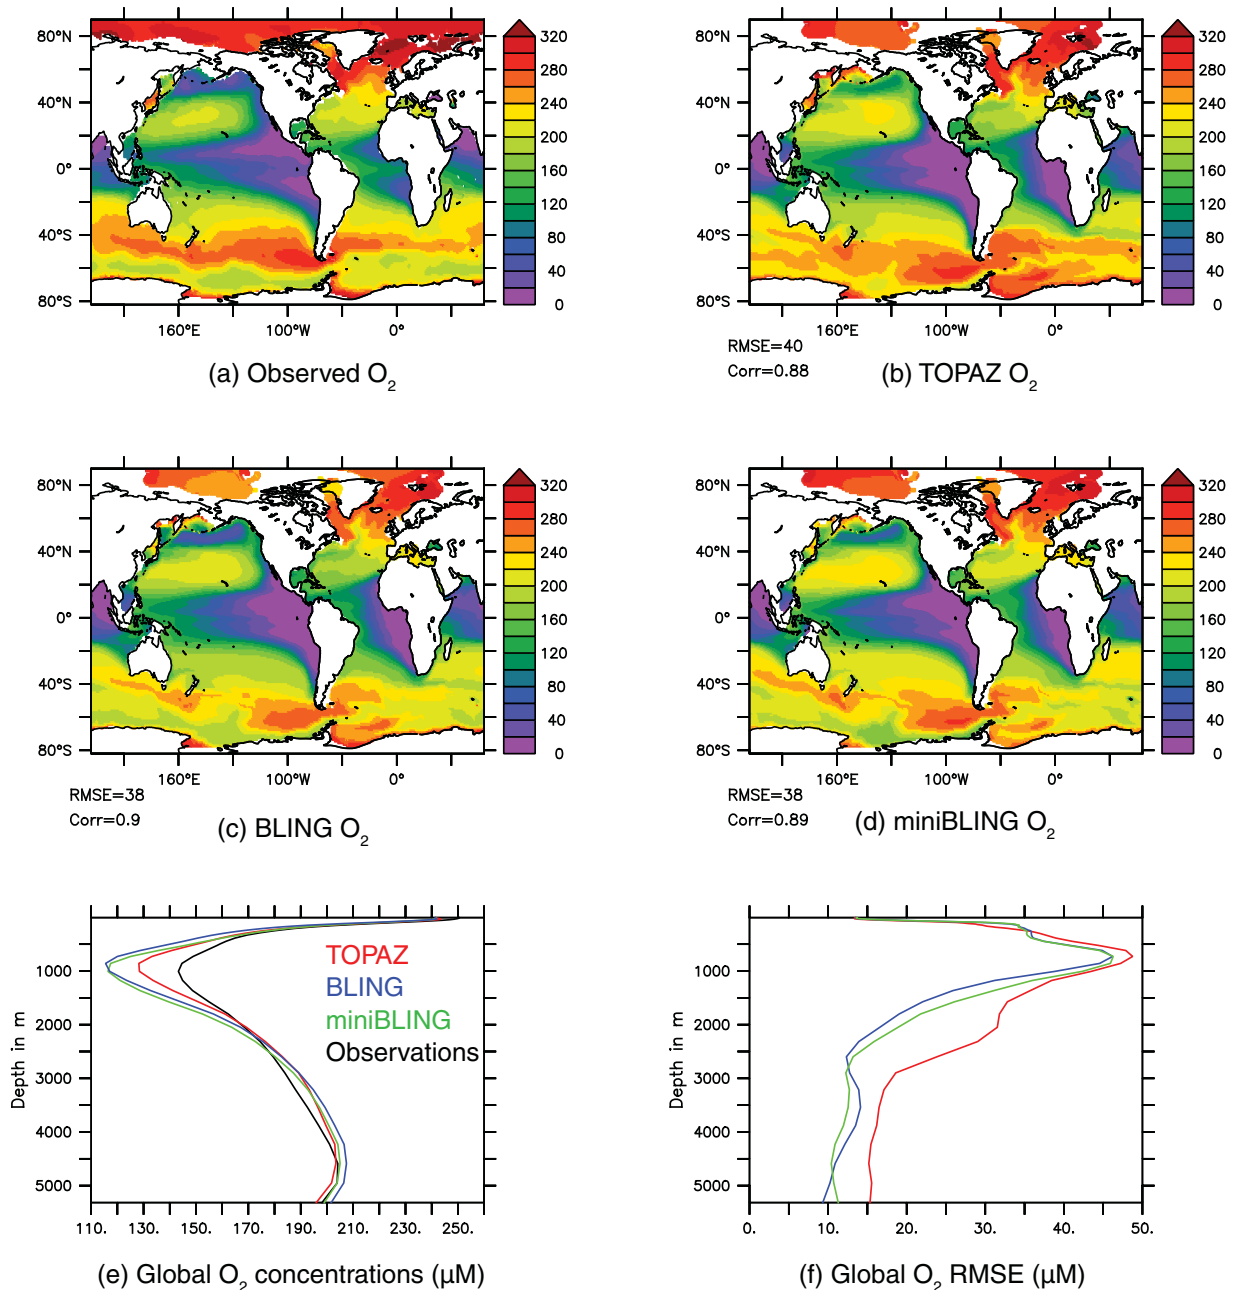 80°N
40°N
0°
40°S
80°S
160°E
100°W
0°
320
280
240
200
160
120
80
40
0
(a) Observed O2
80°N
40°N
0°
40°S
80°S
160°E
100°W
0°
320
280
240
200
160
120
80
40
0
RMSE=40
Corr=0.88
(b) TOPAZ O2
80°N
40°N
0°
40°S
80°S
160°E
100°W
0°
320
280
240
200
160
120
80
40
0
RMSE=38
Corr=0.9
(c) BLING O2
80°N
40°N
0°
40°S
80°S
160°E
100°W
0°
320
280
240
200
160
120
80
40
0
RMSE=38
Corr=0.89
(d) miniBLING O2
Depth in m
1000
2000
3000
4000
5000
TOPAZ
BLING
miniBLING
Observations
110. 130. 150. 170. 190. 210. 230. 250.
(e) Global O2 concentrations (µM)
Depth in m
1000
2000
3000
4000
5000
0. 10. 20. 30. 40. 50.
(f) Global O2 RMSE (µM)